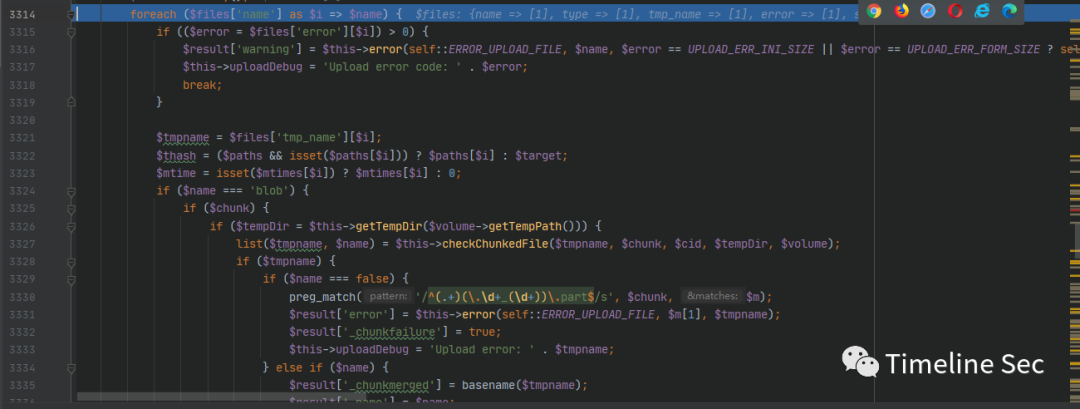 3314 foreach ($files['name'] as $i => $name) { $files: {name => [1], type => [1], tmp_name => [1], error => [1], s
3315 if (($error = $files['error'][$i]) > 0) {
3316 $result['warning'] = $this->error(self::ERROR_UPLOAD_FILE, $name, $error == UPLOAD_ERR_INI_SIZE || $error == UPLOAD_ERR_FORM_SIZE ? sel
3317 $this->uploadDebug = 'Upload error code: ' . $error;
3318 break;
3319 }
3320
3321 $tmpname = $files['tmp_name'][$i];
3322 $thash = ($paths && isset($paths[$i])) ? $paths[$i] : $target;
3323 $mtime = isset($mtimes[$i]) ? $mtimes[$i] : 0;
3324 if ($name === 'blob') {
3325 if ($chunk) {
3326 if ($tempDir = $this->getTempDir($volume->getTempPath())) {
3327 list($tmpname, $name) = $this->checkChunkedFile($tmpname, $chunk, $cid, $tempDir, $volume);
3328 if ($tmpname) {
3329 if ($name === false) {
3330 preg_match( pattern: '/^(.+)(\.\d+_(\d+))\.part$/s', $chunk, &matches: $m);
3331 $result['error'] = $this->error(self::ERROR_UPLOAD_FILE, $m[1], $tmpname);
3332 $result['_chunkfailure'] = true;
3333 $this->uploadDebug = 'Upload error: ' . $tmpname;
3334 } else if ($name) {
3335 $result['_chunkmerged'] = basename($tmpname);
3336 $result['_name'] = $name;
Timeline Sec